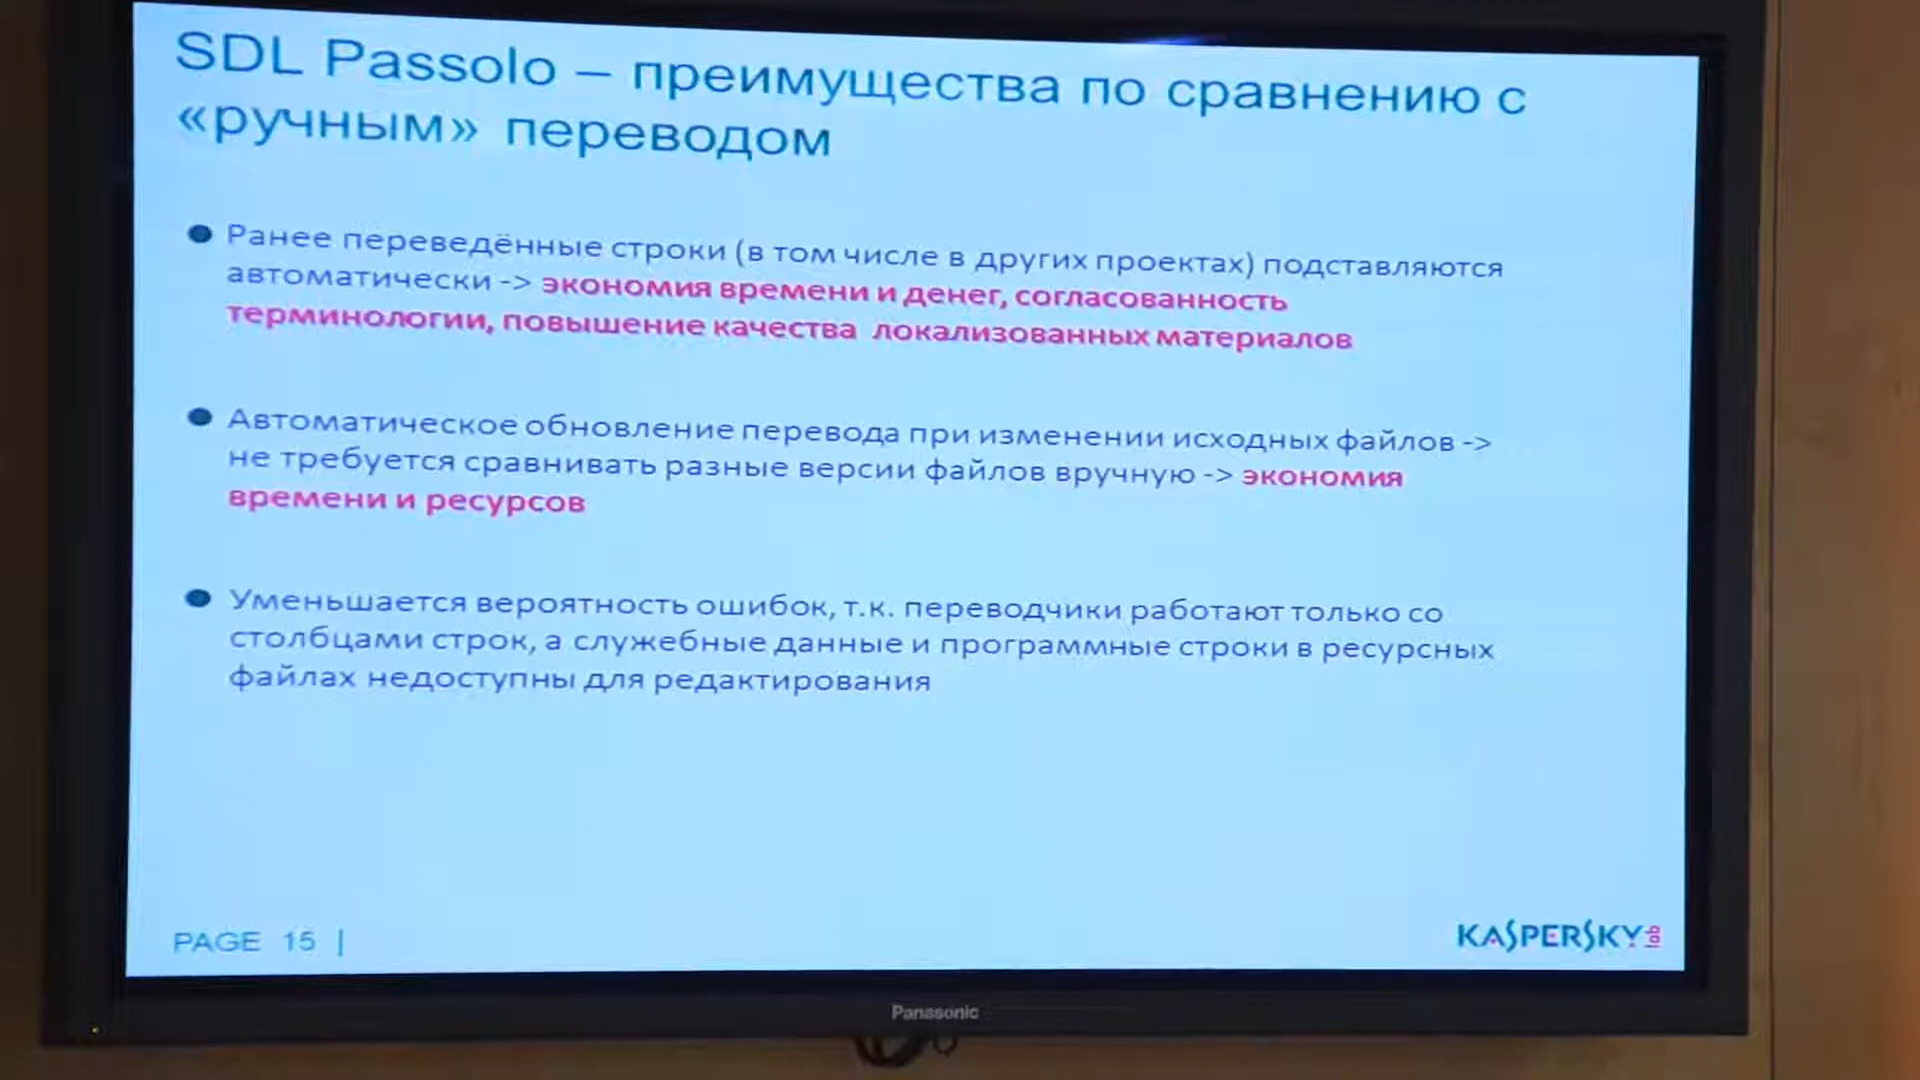 SDL Passolo – преимущества по сравнению с
«ручным» переводом
Ранее переведённые строки (в том числе в других проектах) подставляются
автоматически -> экономия времени и денег, согласованность
терминологии, повышение качества локализованных материалов
Автоматическое обновление перевода при изменении исходных файлов ->
не требуется сравнивать разные версии файлов вручную -> экономия
времени и ресурсов
Уменьшается вероятность ошибок, т.к. переводчики работают только со
столбцами строк, а служебные данные и программные строки в ресурсных
файлах недоступны для редактирования
PAGE 15 |
KASPERSKY lab
Panasonic